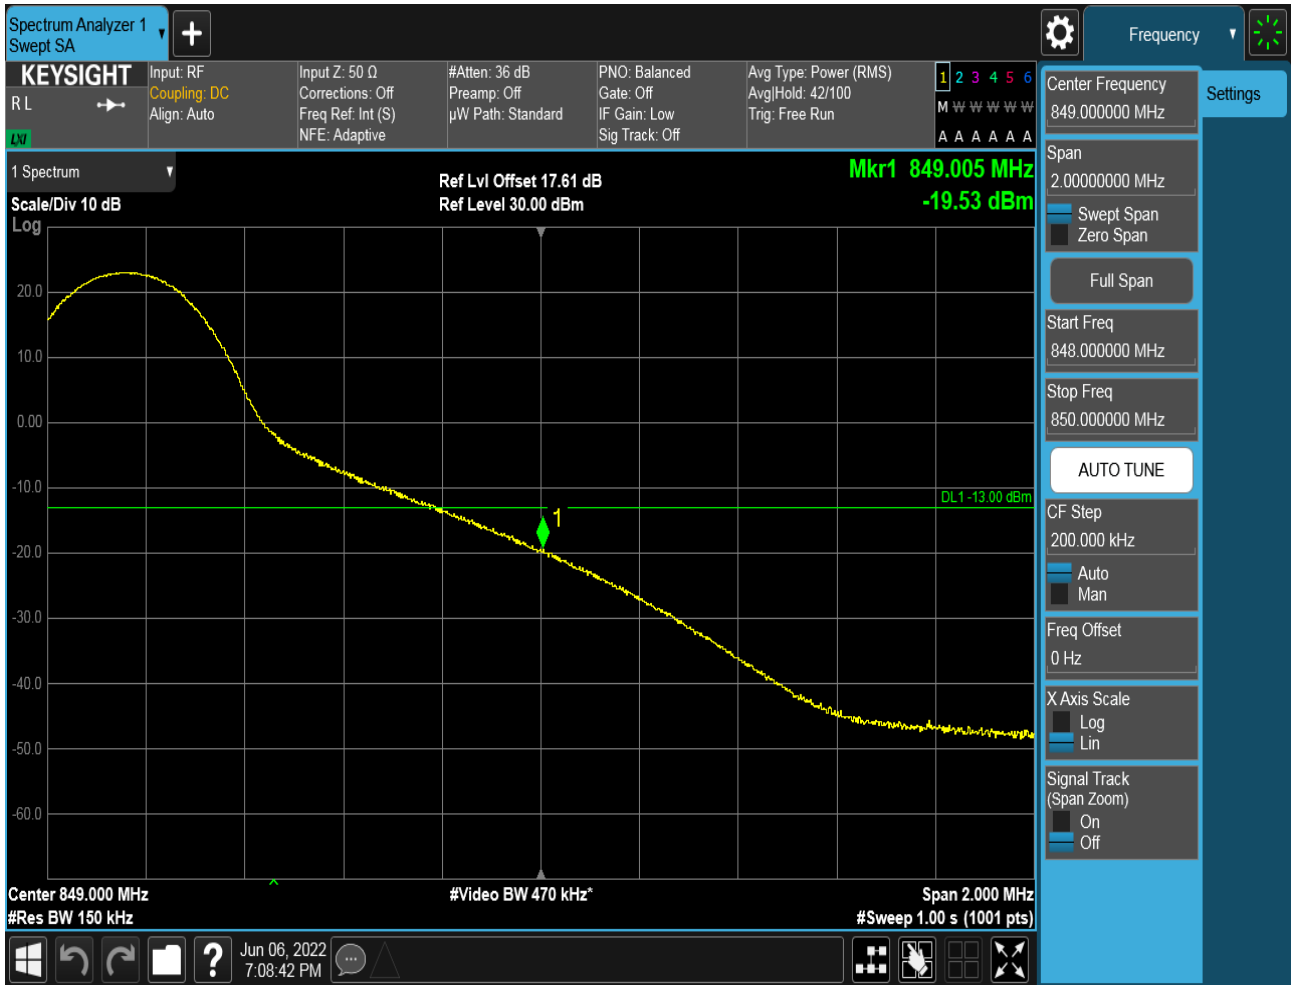 Spectrum Analyzer 1
Swept SA
Frequency
KEYSIGHT
R L
LXI
Input: RF
Coupling: DC
Align: Auto
Input Z: 50 Ω
Corrections: Off
Freq Ref: Int (S)
NFE: Adaptive
#Atten: 36 dB
Preamp: Off
µW Path: Standard
PNO: Balanced
Gate: Off
IF Gain: Low
Sig Track: Off
Avg Type: Power (RMS)
Avg|Hold: 42/100
Trig: Free Run
1 2 3 4 5 6
M W W W W W
A A A A A A
1 Spectrum
Scale/Div 10 dB
Log
Ref Lvl Offset 17.61 dB
Ref Level 30.00 dBm
Mkr1 849.005 MHz
-19.53 dBm
20.0
10.0
0.00
-10.0
-20.0
-30.0
-40.0
-50.0
-60.0
DL1 -13.00 dBm
1
Center 849.000 MHz
#Res BW 150 kHz
#Video BW 470 kHz*
Span 2.000 MHz
#Sweep 1.00 s (1001 pts)
Center Frequency
849.000000 MHz
Settings
Span
2.00000000 MHz
Swept Span
Zero Span
Full Span
Start Freq
848.000000 MHz
Stop Freq
850.000000 MHz
AUTO TUNE
CF Step
200.000 kHz
Auto
Man
Freq Offset
0 Hz
X Axis Scale
Log
Lin
Signal Track
(Span Zoom)
On
Off
?
Jun 06, 2022
7:08:42 PM